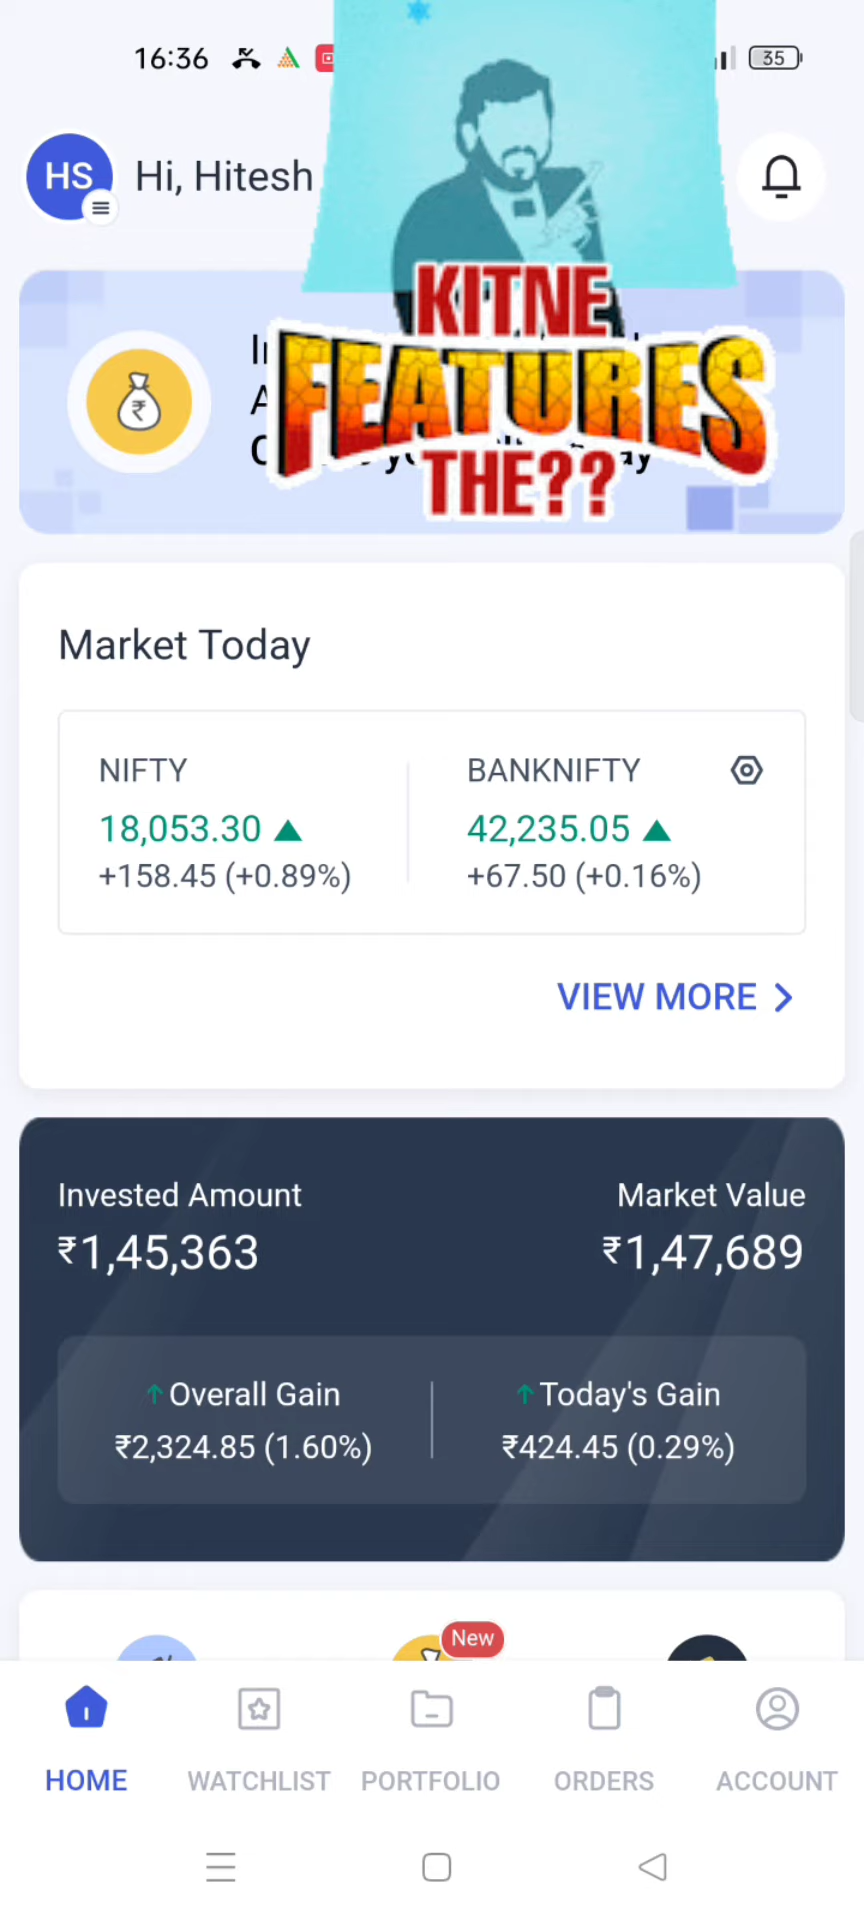 16:36
35
HS
Hi, Hitesh
KITNE
FEATURES
THE??
Market Today
NIFTY
BANKNIFTY
18,053.30 ▲
42,235.05 ▲
+158.45 (+0.89%)
+67.50 (+0.16%)
VIEW MORE >
Invested Amount
Market Value
₹1,45,363
₹1,47,689
↑ Overall Gain
↑ Today's Gain
₹2,324.85 (1.60%)
₹424.45 (0.29%)
New
HOME
WATCHLIST
PORTFOLIO
ORDERS
ACCOUNT